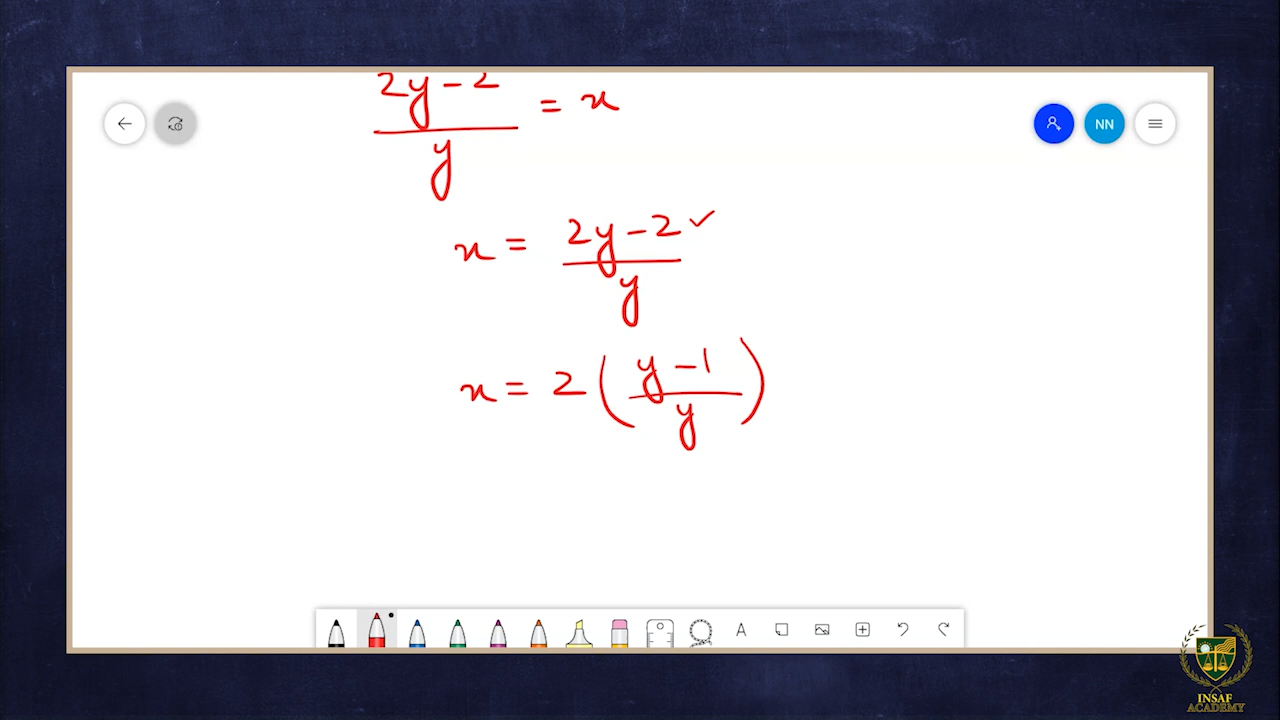 (2y - 2)/y = x
NN
x = (2y - 2)/y ✓
x = 2((y - 1)/y)
A
INSAF
ACADEMY